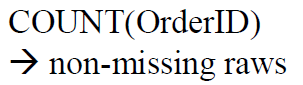 COUNT(OrderID)
→ non-missing raws